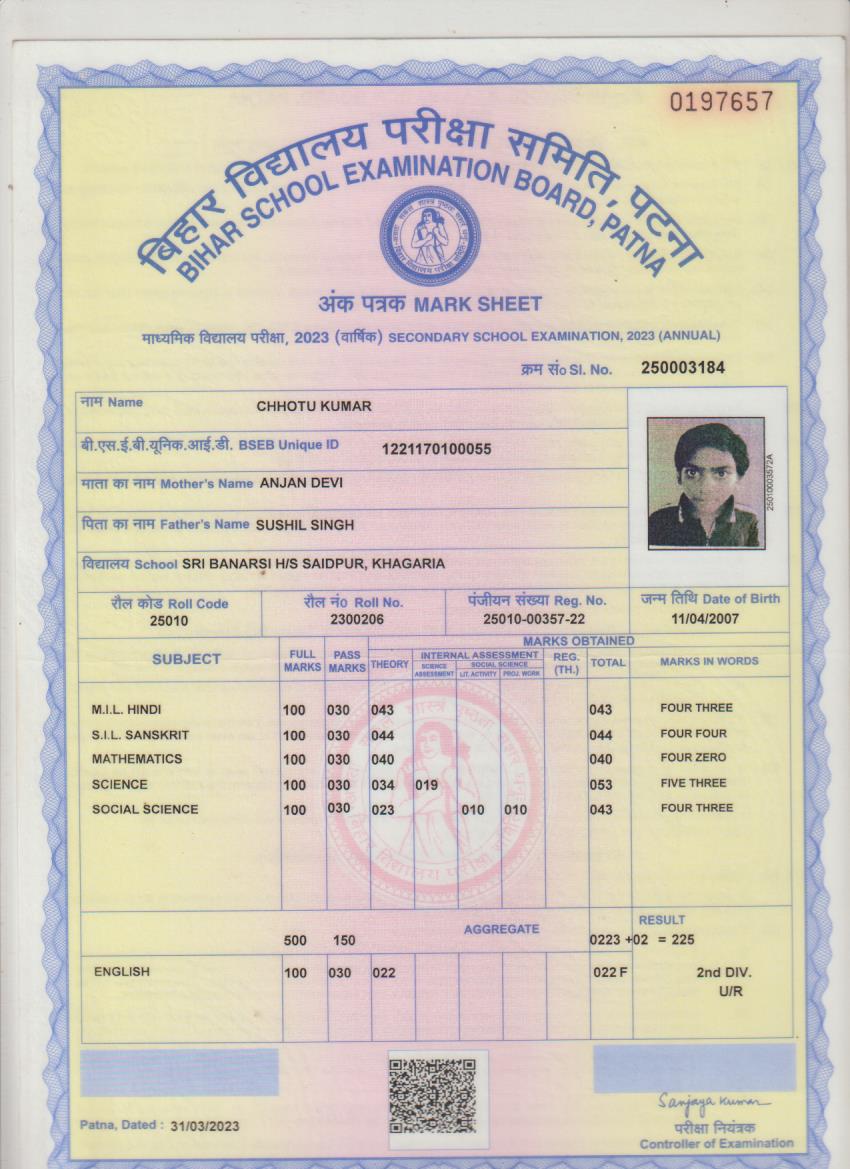 0197657
बिहार विद्यालय परीक्षा समिति, पटना
BIHAR SCHOOL EXAMINATION BOARD, PATNA
अंक पत्रक MARK SHEET
माध्यमिक विद्यालय परीक्षा, 2023 (वार्षिक) SECONDARY SCHOOL EXAMINATION, 2023 (ANNUAL)
क्रम सं० Sl. No. 250003184
नाम Name CHHOTU KUMAR
बी.एस.ई.बी.यूनिक.आई.डी. BSEB Unique ID 1221170100055
माता का नाम Mother's Name ANJAN DEVI
25010003572A
पिता का नाम Father's Name SUSHIL SINGH
विद्यालय School SRI BANARSI H/S SAIDPUR, KHAGARIA
रौल कोड Roll Code रौल नं० Roll No. पंजीयन संख्या Reg. No. जन्म तिथि Date of Birth
25010 2300206 25010-00357-22 11/04/2007
MARKS OBTAINED
SUBJECT FULL MARKS PASS MARKS THEORY INTERNAL ASSESSMENT REG. (TH.) TOTAL MARKS IN WORDS
SCIENCE ASSESSMENT SOCIAL SCIENCE
LIT. ACTIVITY PROJ. WORK
M.I.L. HINDI 100 030 043 043 FOUR THREE
S.I.L. SANSKRIT 100 030 044 044 FOUR FOUR
MATHEMATICS 100 030 040 040 FOUR ZERO
SCIENCE 100 030 034 019 053 FIVE THREE
SOCIAL SCIENCE 100 030 023 010 010 043 FOUR THREE
AGGREGATE RESULT
500 150 0223 +02 = 225
ENGLISH 100 030 022 022 F 2nd DIV.
U/R
Patna, Dated : 31/03/2023
Sanjaya Kumar
परीक्षा नियंत्रक
Controller of Examination